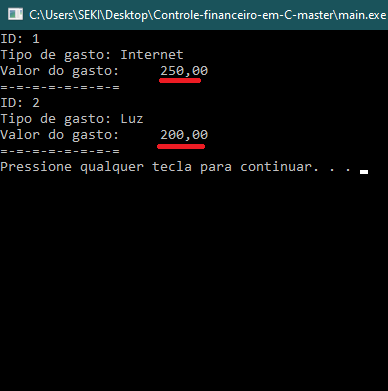 C:\Users\SEKI\Desktop\Controle-financeiro-em-C-master\main.exe
ID: 1
Tipo de gasto: Internet
Valor do gasto: 250,00
=-=-=-=-=-=-=
ID: 2
Tipo de gasto: Luz
Valor do gasto: 200,00
=-=-=-=-=-=-=
Pressione qualquer tecla para continuar. . .